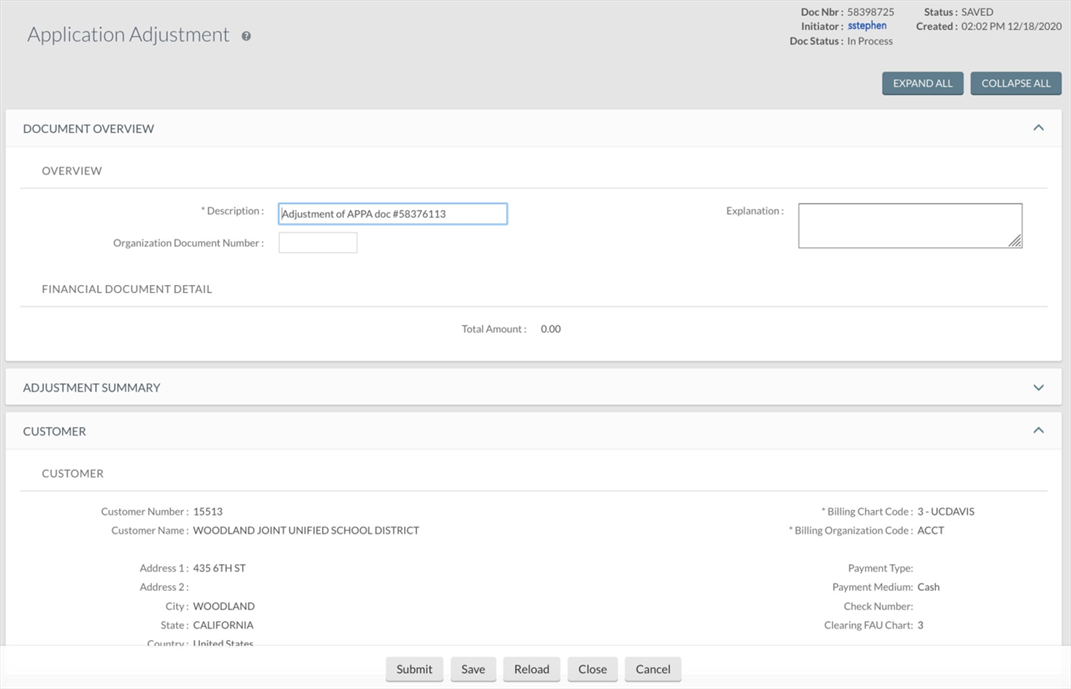 Application Adjustment ?
Doc Nbr : 58398725 Status : SAVED
Initiator : sstephen Created : 02:02 PM 12/18/2020
Doc Status : In Process
EXPAND ALL COLLAPSE ALL
DOCUMENT OVERVIEW
OVERVIEW
* Description : Adjustment of APPA doc #58376113 Explanation :
Organization Document Number :
FINANCIAL DOCUMENT DETAIL
Total Amount : 0.00
ADJUSTMENT SUMMARY
CUSTOMER
CUSTOMER
Customer Number : 15513 * Billing Chart Code : 3 - UCDAVIS
Customer Name : WOODLAND JOINT UNIFIED SCHOOL DISTRICT * Billing Organization Code : ACCT
Address 1 : 435 6TH ST Payment Type:
Address 2 : Payment Medium: Cash
City : WOODLAND Check Number:
State : CALIFORNIA Clearing FAU Chart: 3
Country : United States
Submit Save Reload Close Cancel